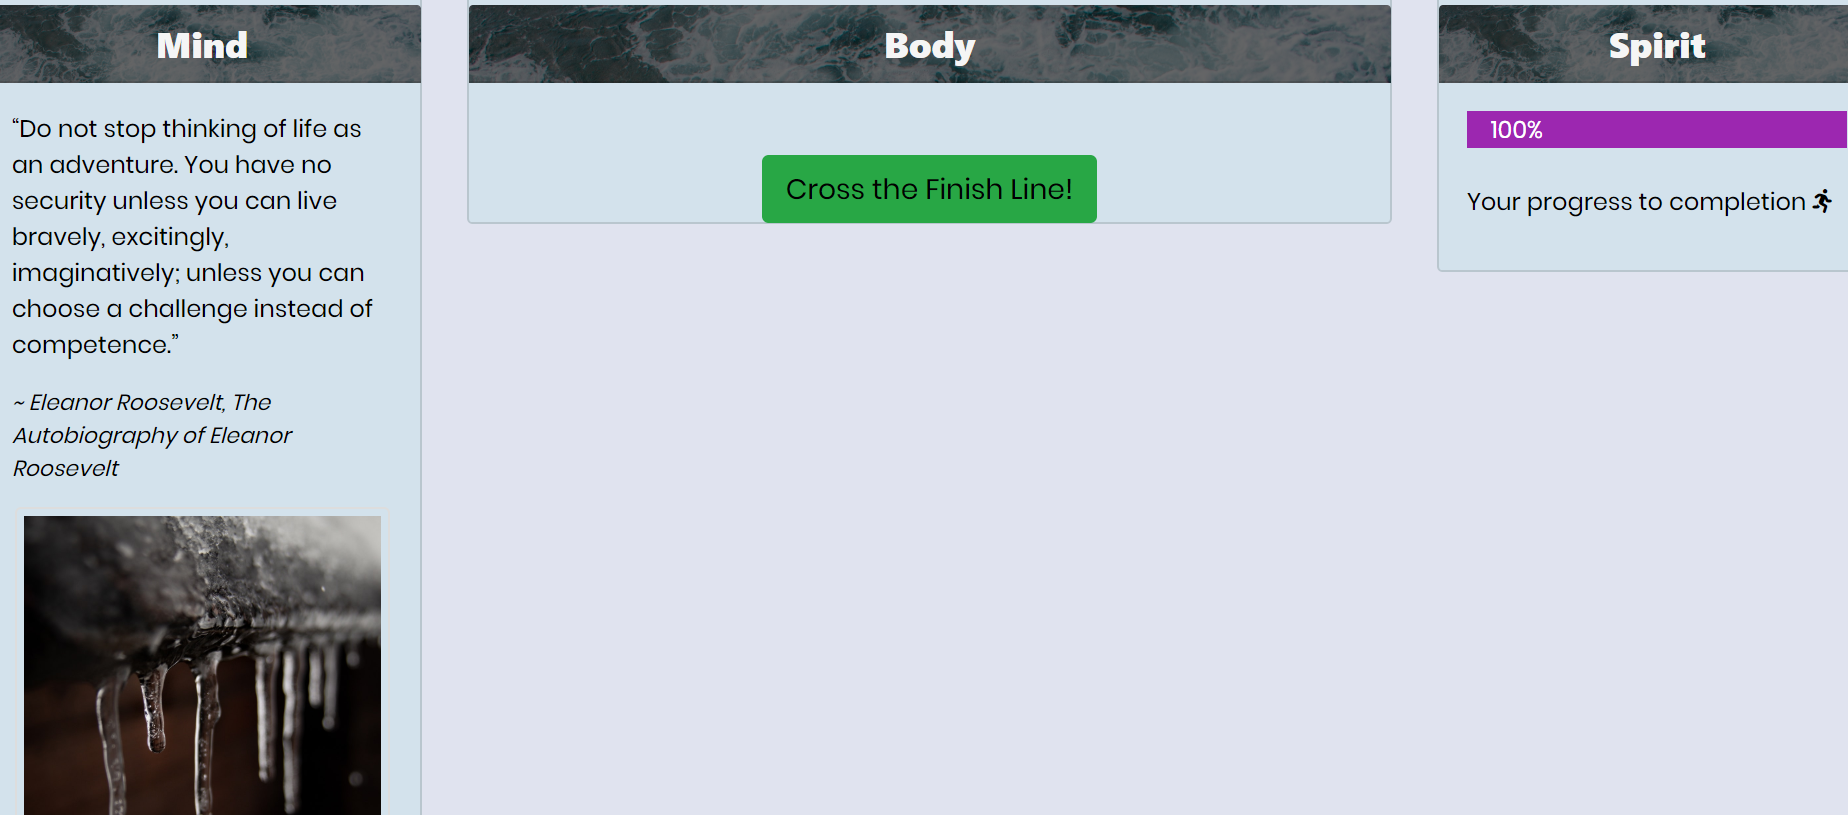 Mind
“Do not stop thinking of life as
an adventure. You have no
security unless you can live
bravely, excitingly,
imaginatively; unless you can
choose a challenge instead of
competence.”
~ Eleanor Roosevelt, The
Autobiography of Eleanor
Roosevelt
Body
Cross the Finish Line!
Spirit
100%
Your progress to completion